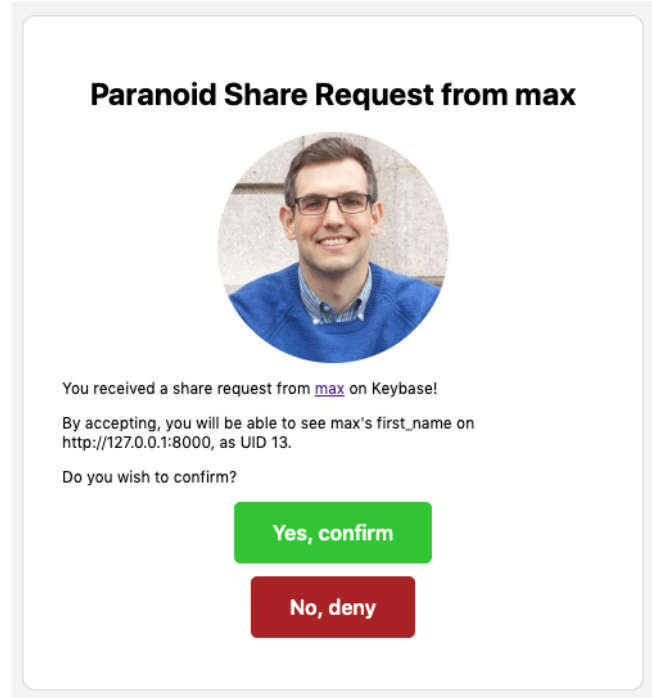 Paranoid Share Request from max
You received a share request from max on Keybase!
By accepting, you will be able to see max's first_name on
http://127.0.0.1:8000, as UID 13.
Do you wish to confirm?
Yes, confirm
No, deny